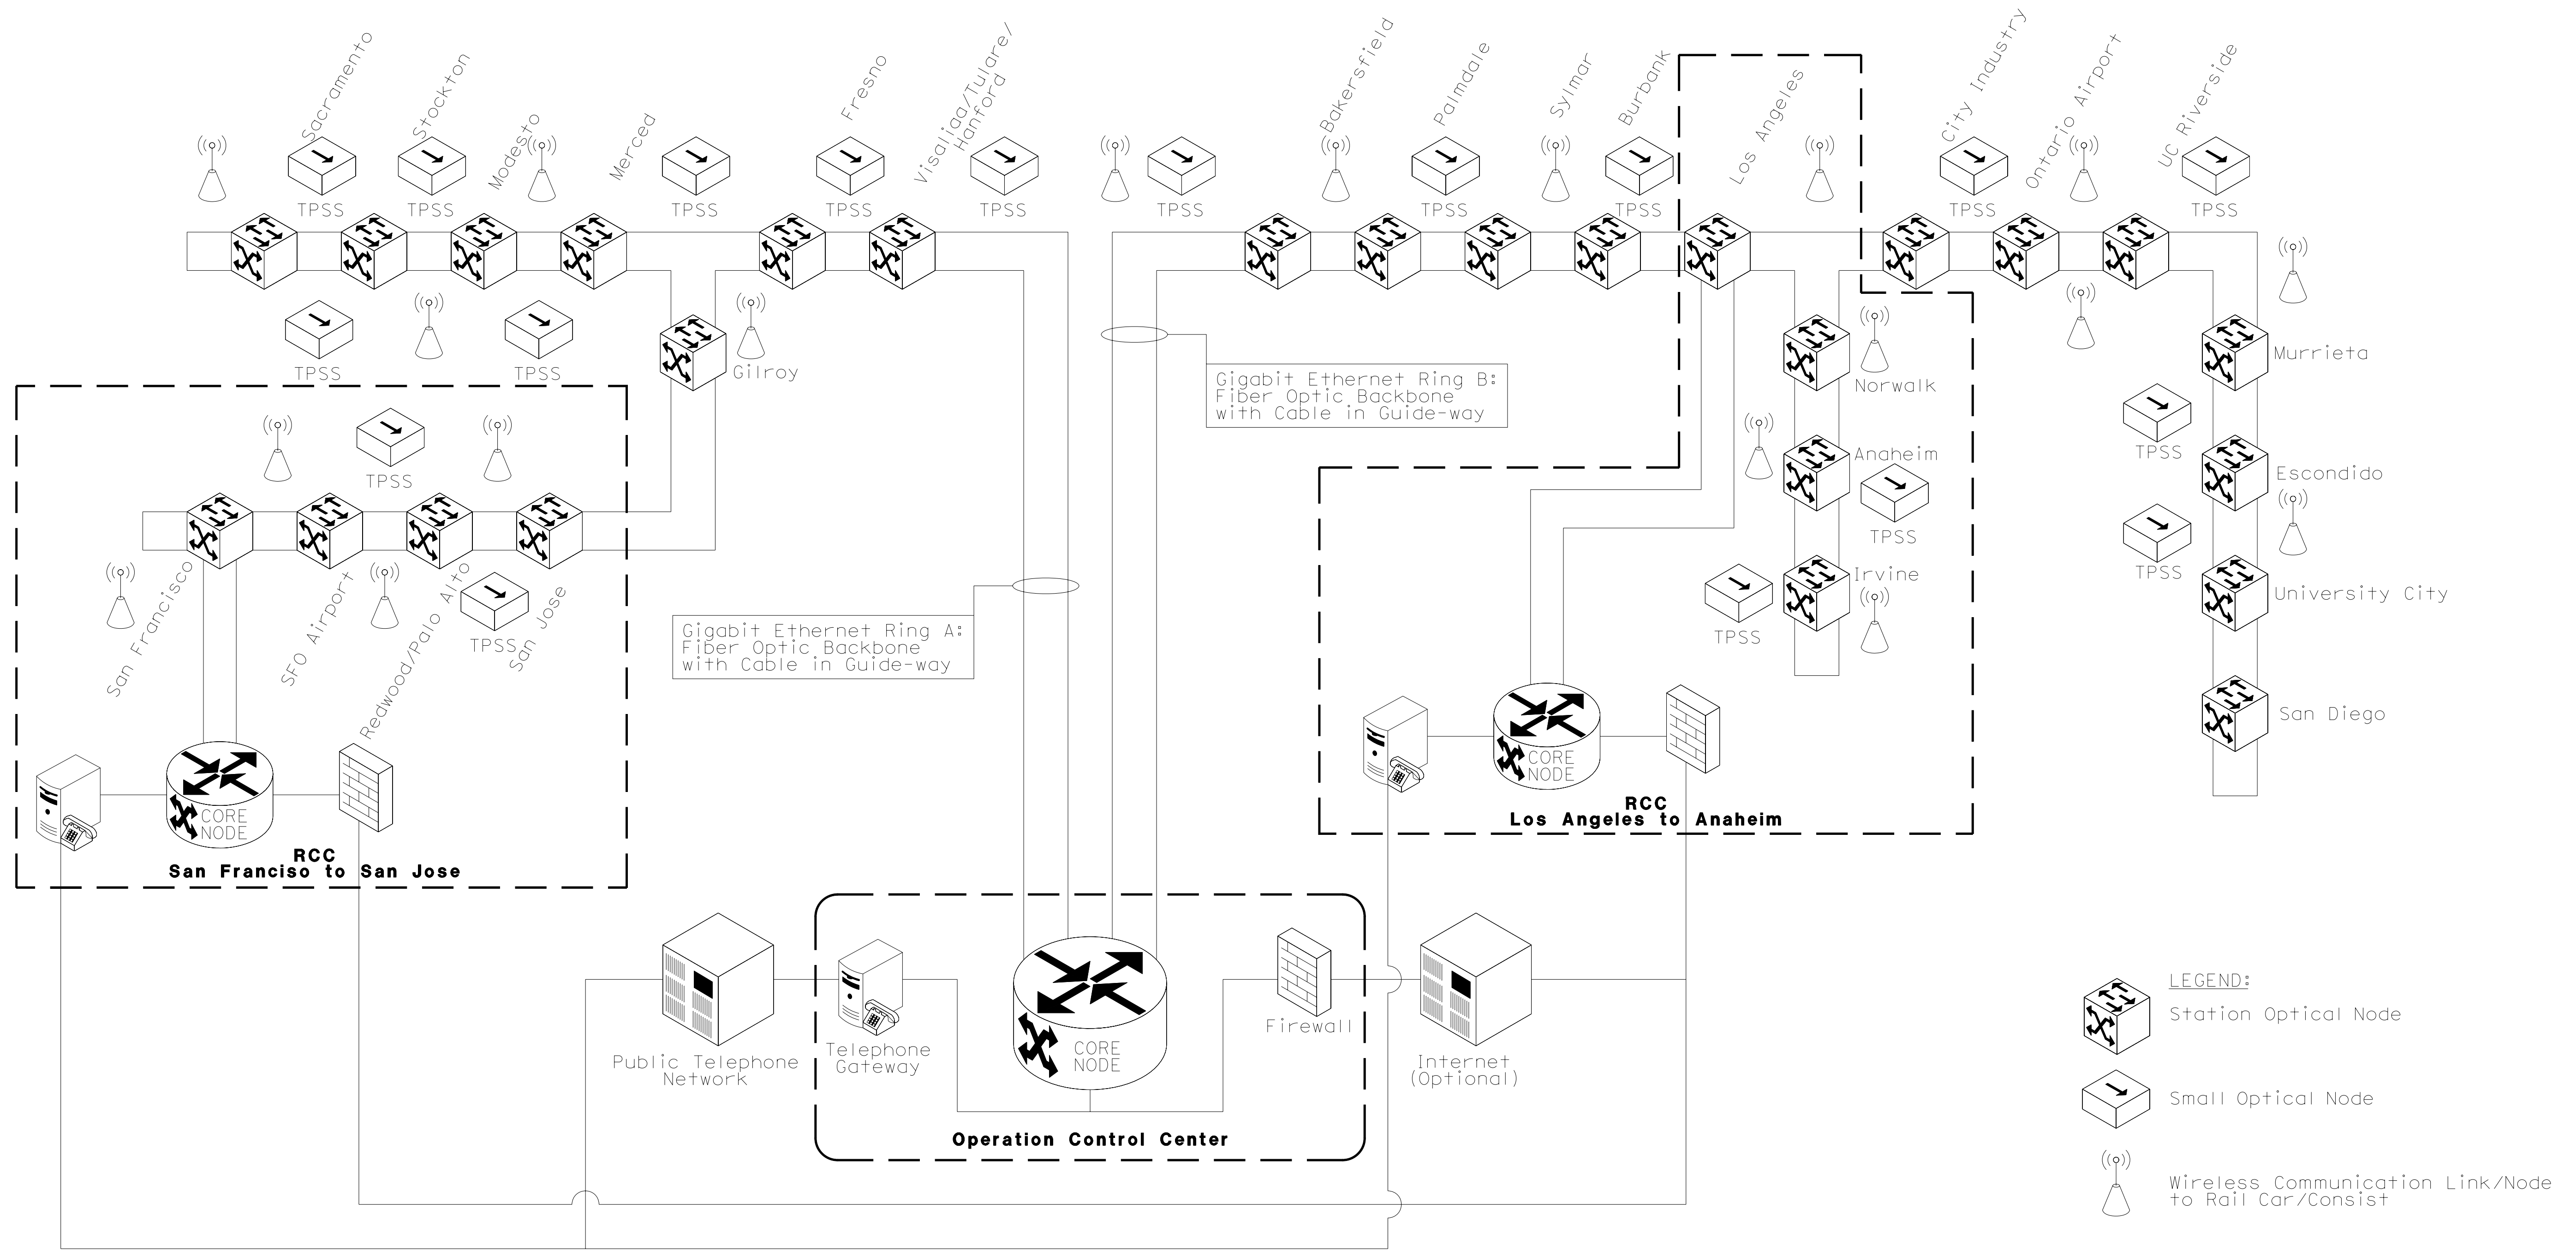 Sacramento
Stockton
Modesto
Merced
Fresno
Visaliaa/Tulare/
Hanford
Bakersfield
Palmdale
Sylmar
Burbank
Los Angeles
City Industry
Ontario Airport
UC Riverside
TPSS
TPSS
TPSS
TPSS
TPSS
TPSS
TPSS
TPSS
TPSS
TPSS
TPSS
TPSS
Gilroy
Norwalk
Murrieta
Gigabit Ethernet Ring B:
Fiber Optic Backbone
with Cable in Guide-way
TPSS
Anaheim
TPSS
TPSS
Escondido
San Francisco
SFO Airport
Redwood/Palo Alto
TPSS
San Jose
Gigabit Ethernet Ring A:
Fiber Optic Backbone
with Cable in Guide-way
Irvine
TPSS
TPSS
University City
San Diego
CORE
NODE
RCC
Los Angeles to Anaheim
CORE
NODE
RCC
San Franciso to San Jose
Public Telephone
Network
Telephone
Gateway
CORE
NODE
Firewall
Internet
(Optional)
Operation Control Center
LEGEND:
Station Optical Node
Small Optical Node
Wireless Communication Link/Node
to Rail Car/Consist